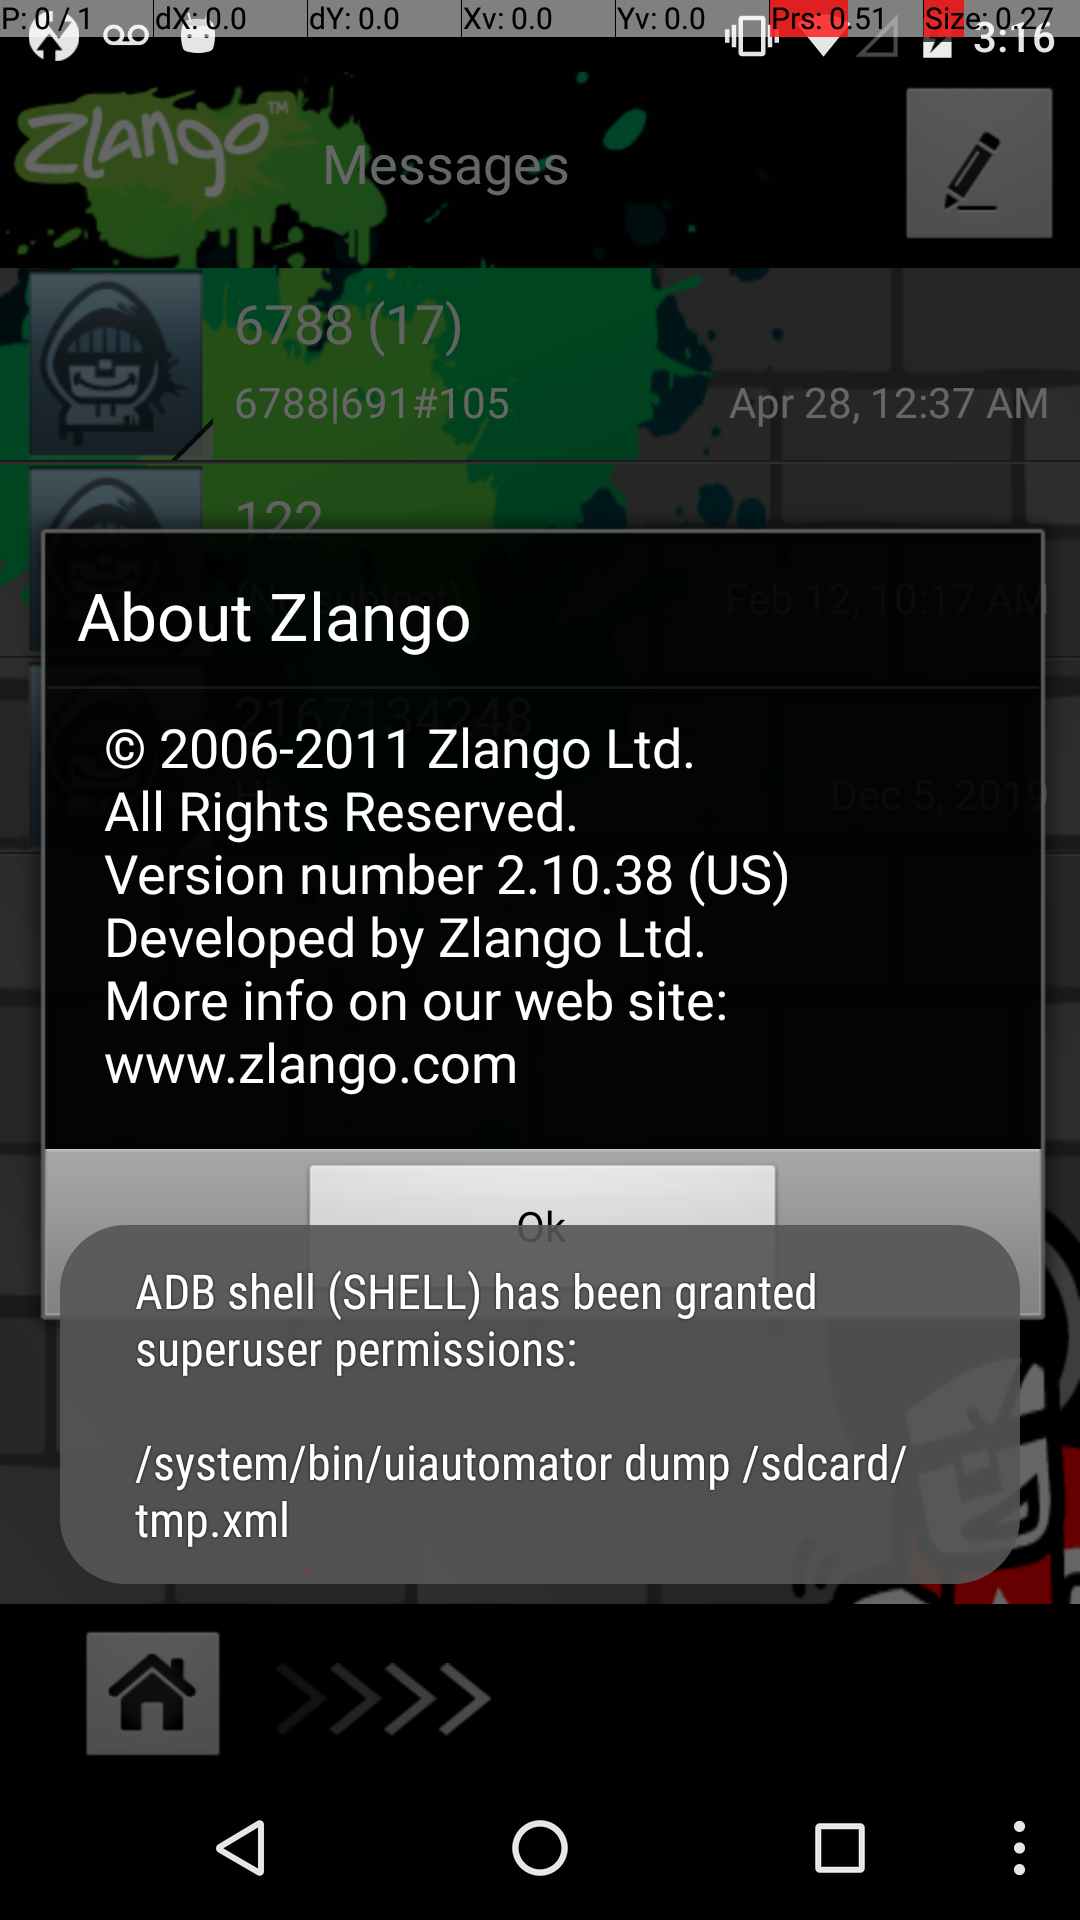 P: 0 / 1 dX: 0.0 dY: 0.0 Xv: 0.0 Yv: 0.0 Prs: 0.51 Size: 0.27
3:16
Zlango™ Messages
6788 (17)
6788|691#105 Apr 28, 12:37 AM
122
(No subject) Feb 12, 10:17 AM
About Zlango
2167134248
Hi Dec 5, 2019
© 2006-2011 Zlango Ltd.
All Rights Reserved.
Version number 2.10.38 (US)
Developed by Zlango Ltd.
More info on our web site:
www.zlango.com
Ok
ADB shell (SHELL) has been granted
superuser permissions:
/system/bin/uiautomator dump /sdcard/
tmp.xml